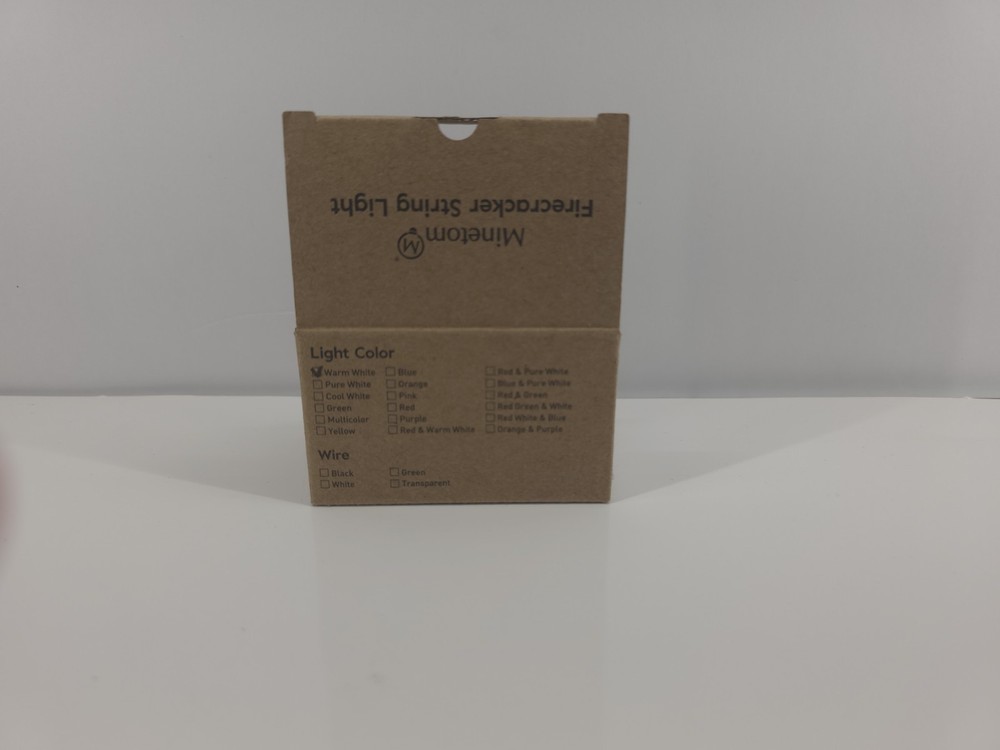 Minetom M
Firecracker String Light
Light Color
Warm White
Pure White
Cool White
Green
Multicolor
Yellow
Blue
Orange
Pink
Red
Purple
Red & Warm White
Red & Pure White
Blue & Pure White
Red & Green
Red Green & White
Red White & Blue
Orange & Purple
Wire
Black
White
Green
Transparent